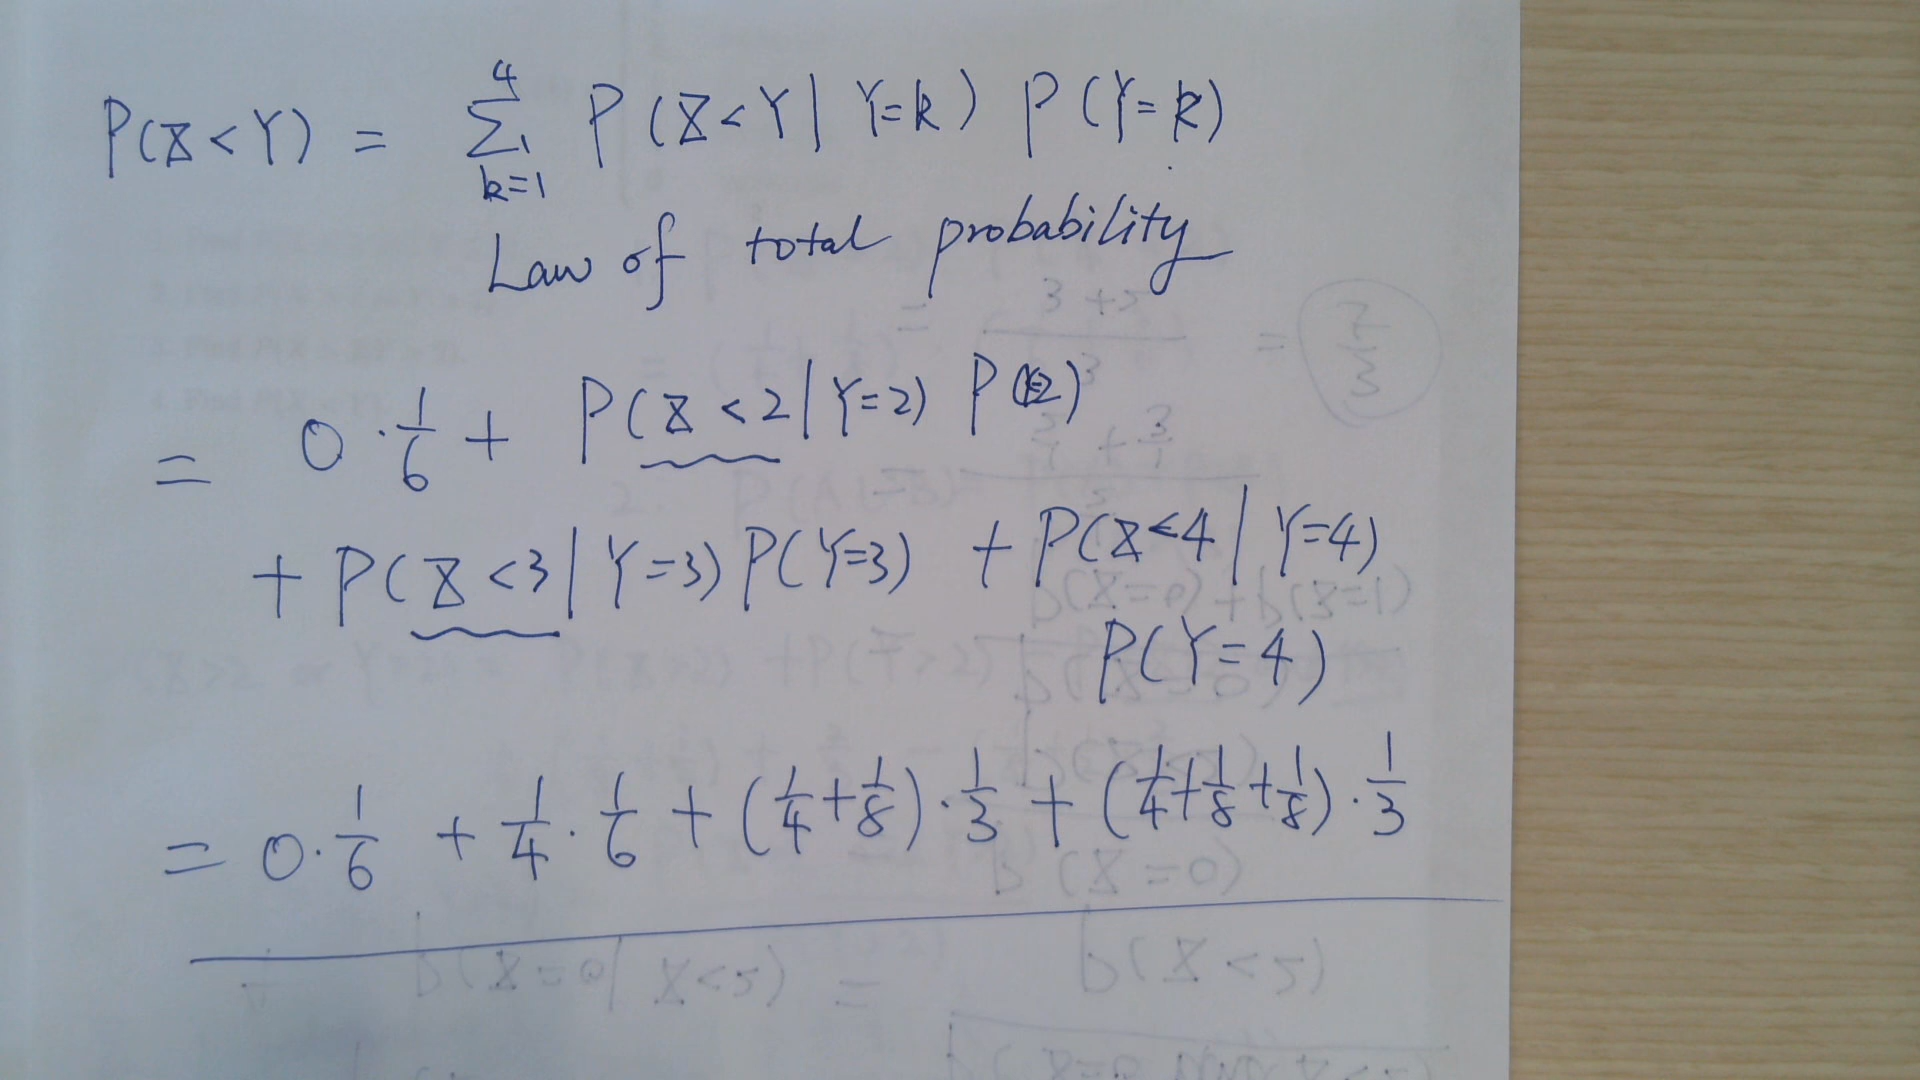 P(X<Y) = \sum_{k=1}^{4} P(X<Y | Y=k) P(Y=k)
Law of total probability
= 0 · 1/6 + P(X<2 | Y=2) P(Y=2)
+ P(X<3 | Y=3) P(Y=3) + P(X<4 | Y=4)
P(Y=4)
= 0 · 1/6 + 1/4 · 1/6 + (1/4 + 1/8) · 1/3 + (1/4 + 1/8 + 1/8) · 1/3